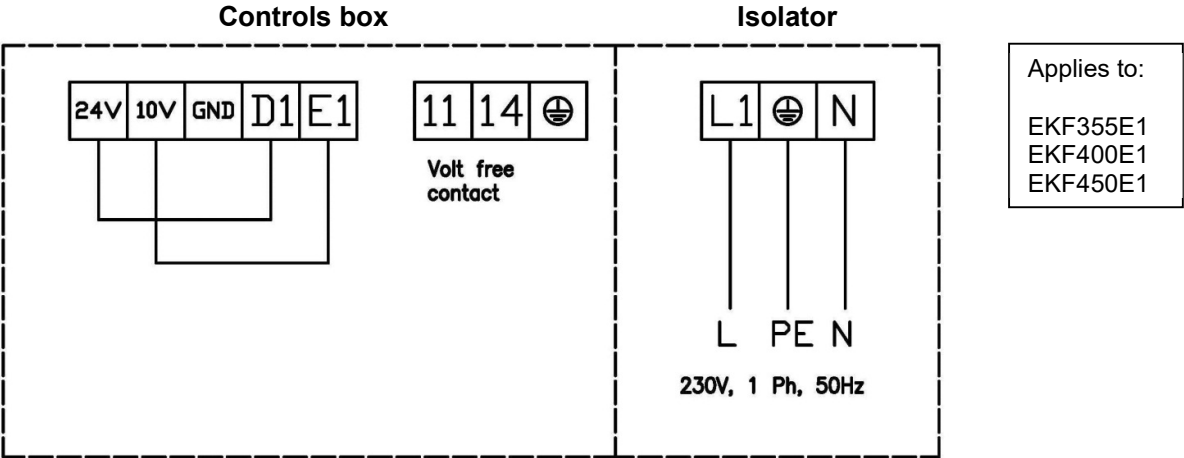 Controls box
Isolator
24V 10V GND D1 E1
11 14
Volt free
contact
L1 N
L PE N
230V, 1 Ph, 50Hz
Applies to:
EKF355E1
EKF400E1
EKF450E1